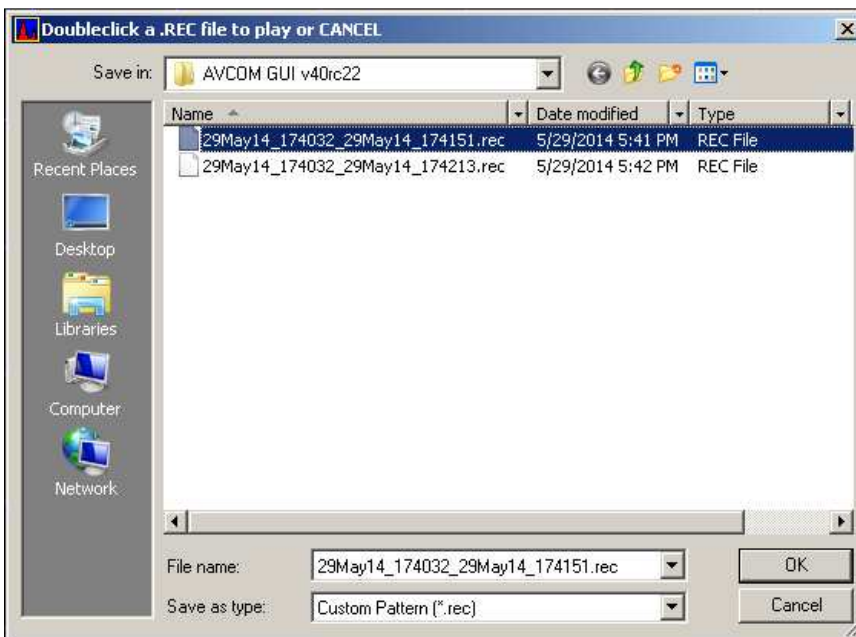 Doubleclick a .REC file to play or CANCEL
Save in: AVCOM GUI v40rc22
Name Date modified Type
29May14_174032_29May14_174151.rec 5/29/2014 5:41 PM REC File
29May14_174032_29May14_174213.rec 5/29/2014 5:42 PM REC File
Recent Places
Desktop
Libraries
Computer
Network
File name: 29May14_174032_29May14_174151.rec OK
Save as type: Custom Pattern (*.rec) Cancel